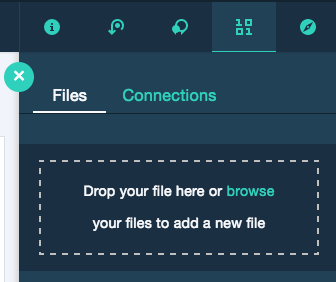 Files Connections
Drop your file here or browse
your files to add a new file